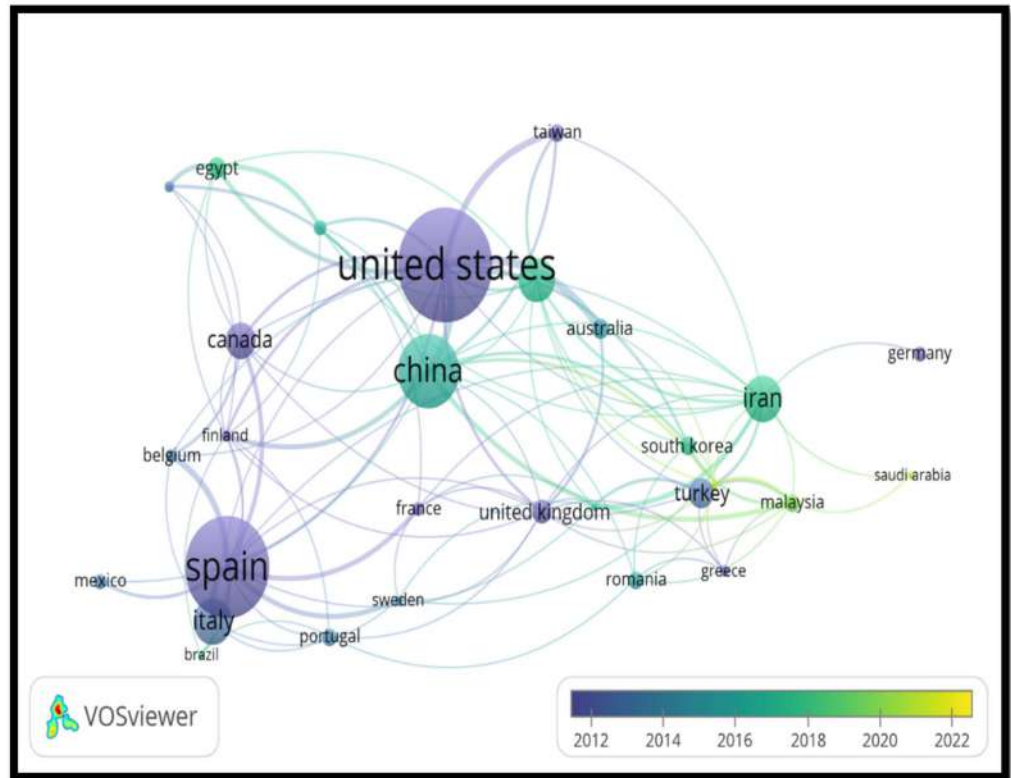 taiwan
egypt
united states
australia
canada
germany
china
iran
finland
south korea
belgium
saudi arabia
turkey
malaysia
france
united kingdom
spain
greece
mexico
romania
sweden
italy
portugal
brazil
VOSviewer
2012 2014 2016 2018 2020 2022